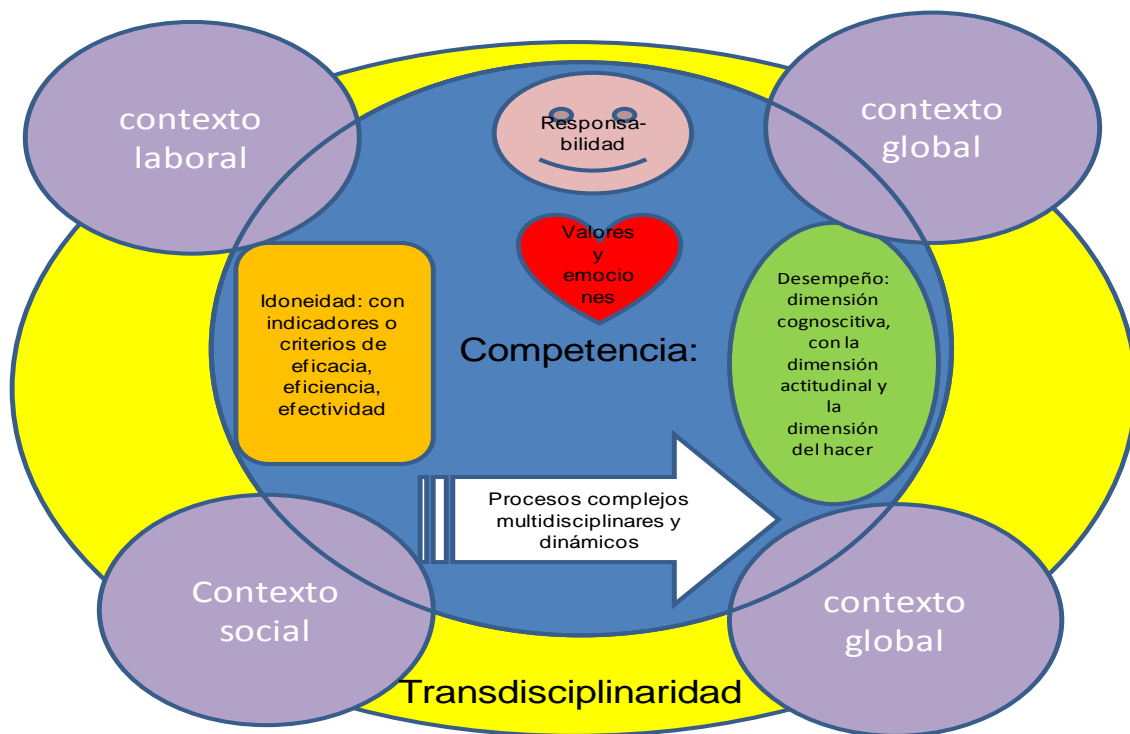 contexto
laboral
contexto
global
Responsa-
bilidad
Valores
y
emocio
nes
Idoneidad: con
indicadores o
criterios de
eficacia,
eficiencia,
efectividad
Desempeño:
dimensión
cognoscitiva,
con la
dimensión
actitudinal y
la
dimensión
del hacer
Competencia:
Procesos complejos
multidisciplinares y
dinámicos
Contexto
social
contexto
global
Transdisciplinaridad